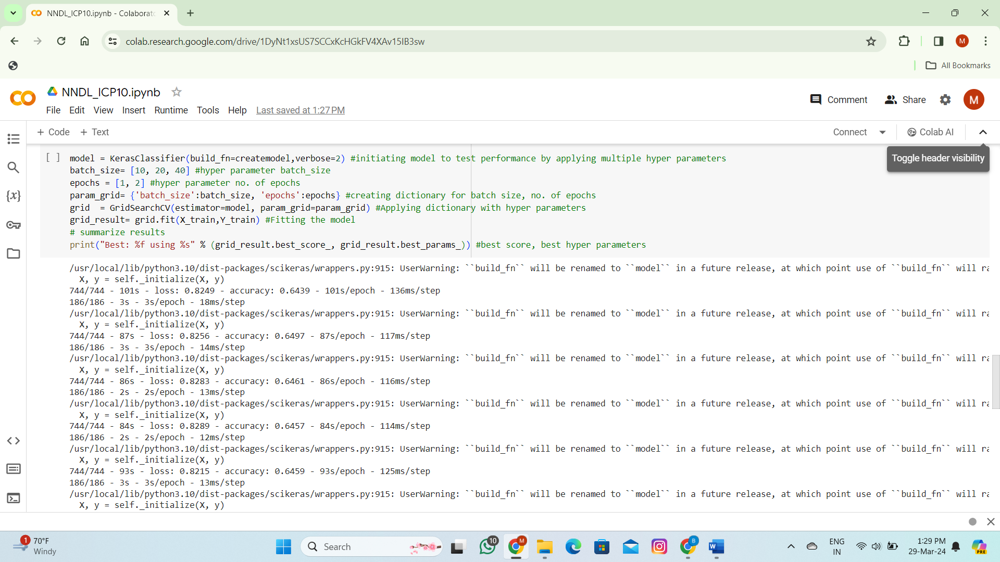 NNDL_ICP10.ipynb - Colaborato
colab.research.google.com/drive/1DyNt1xsUS7SCCxKcHGkFV4XAv15IB3sw
M
All Bookmarks
NNDL_ICP10.ipynb
Comment
Share
M
File Edit View Insert Runtime Tools Help Last saved at 1:27 PM
+ Code + Text
Connect
Colab AI
Toggle header visibility
[ ] model = KerasClassifier(build_fn=createmodel,verbose=2) #initiating model to test performance by applying multiple hyper parameters
batch_size= [10, 20, 40] #hyper parameter batch_size
epochs = [1, 2] #hyper parameter no. of epochs
param_grid= {'batch_size':batch_size, 'epochs':epochs} #creating dictionary for batch size, no. of epochs
grid  = GridSearchCV(estimator=model, param_grid=param_grid) #Applying dictionary with hyper parameters
grid_result= grid.fit(X_train,Y_train) #Fitting the model
# summarize results
print("Best: %f using %s" % (grid_result.best_score_, grid_result.best_params_)) #best score, best hyper parameters
/usr/local/lib/python3.10/dist-packages/scikeras/wrappers.py:915: UserWarning: ``build_fn`` will be renamed to ``model`` in a future release, at which point use of ``build_fn`` will ra
X, y = self._initialize(X, y)
744/744 - 101s - loss: 0.8249 - accuracy: 0.6439 - 101s/epoch - 136ms/step
186/186 - 3s - 3s/epoch - 18ms/step
/usr/local/lib/python3.10/dist-packages/scikeras/wrappers.py:915: UserWarning: ``build_fn`` will be renamed to ``model`` in a future release, at which point use of ``build_fn`` will ra
X, y = self._initialize(X, y)
744/744 - 87s - loss: 0.8256 - accuracy: 0.6497 - 87s/epoch - 117ms/step
186/186 - 3s - 3s/epoch - 14ms/step
/usr/local/lib/python3.10/dist-packages/scikeras/wrappers.py:915: UserWarning: ``build_fn`` will be renamed to ``model`` in a future release, at which point use of ``build_fn`` will ra
X, y = self._initialize(X, y)
744/744 - 86s - loss: 0.8283 - accuracy: 0.6461 - 86s/epoch - 116ms/step
186/186 - 2s - 2s/epoch - 13ms/step
/usr/local/lib/python3.10/dist-packages/scikeras/wrappers.py:915: UserWarning: ``build_fn`` will be renamed to ``model`` in a future release, at which point use of ``build_fn`` will ra
X, y = self._initialize(X, y)
744/744 - 84s - loss: 0.8289 - accuracy: 0.6457 - 84s/epoch - 114ms/step
186/186 - 2s - 2s/epoch - 12ms/step
/usr/local/lib/python3.10/dist-packages/scikeras/wrappers.py:915: UserWarning: ``build_fn`` will be renamed to ``model`` in a future release, at which point use of ``build_fn`` will ra
X, y = self._initialize(X, y)
744/744 - 93s - loss: 0.8215 - accuracy: 0.6459 - 93s/epoch - 125ms/step
186/186 - 3s - 3s/epoch - 13ms/step
/usr/local/lib/python3.10/dist-packages/scikeras/wrappers.py:915: UserWarning: ``build_fn`` will be renamed to ``model`` in a future release, at which point use of ``build_fn`` will ra
X, y = self._initialize(X, y)
1
70°F
Windy
Search
10
M
B
W
ENG
IN
1:29 PM
29-Mar-24
PRE